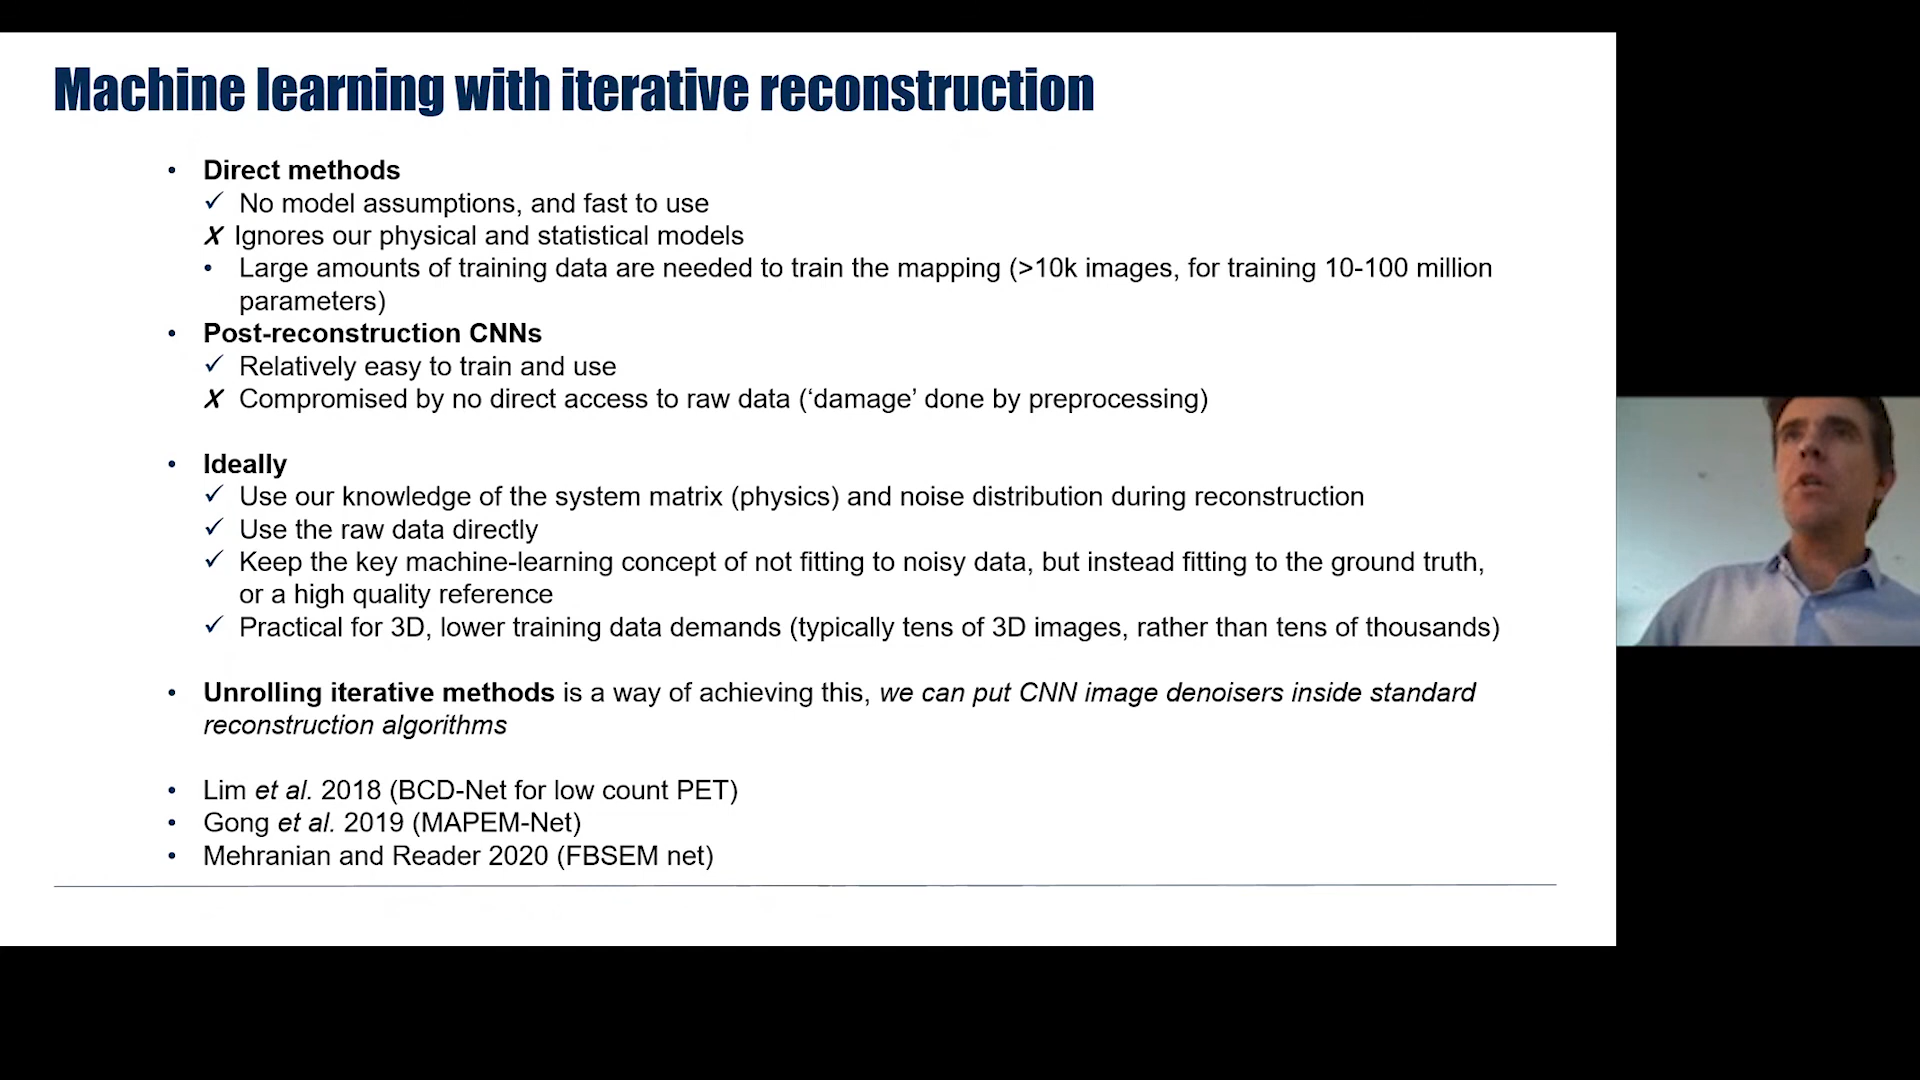 Machine learning with iterative reconstruction
• Direct methods
✓ No model assumptions, and fast to use
✗ Ignores our physical and statistical models
• Large amounts of training data are needed to train the mapping (>10k images, for training 10-100 million
parameters)
• Post-reconstruction CNNs
✓ Relatively easy to train and use
✗ Compromised by no direct access to raw data (‘damage’ done by preprocessing)
• Ideally
✓ Use our knowledge of the system matrix (physics) and noise distribution during reconstruction
✓ Use the raw data directly
✓ Keep the key machine-learning concept of not fitting to noisy data, but instead fitting to the ground truth,
or a high quality reference
✓ Practical for 3D, lower training data demands (typically tens of 3D images, rather than tens of thousands)
• Unrolling iterative methods is a way of achieving this, we can put CNN image denoisers inside standard
reconstruction algorithms
• Lim et al. 2018 (BCD-Net for low count PET)
• Gong et al. 2019 (MAPEM-Net)
• Mehranian and Reader 2020 (FBSEM net)